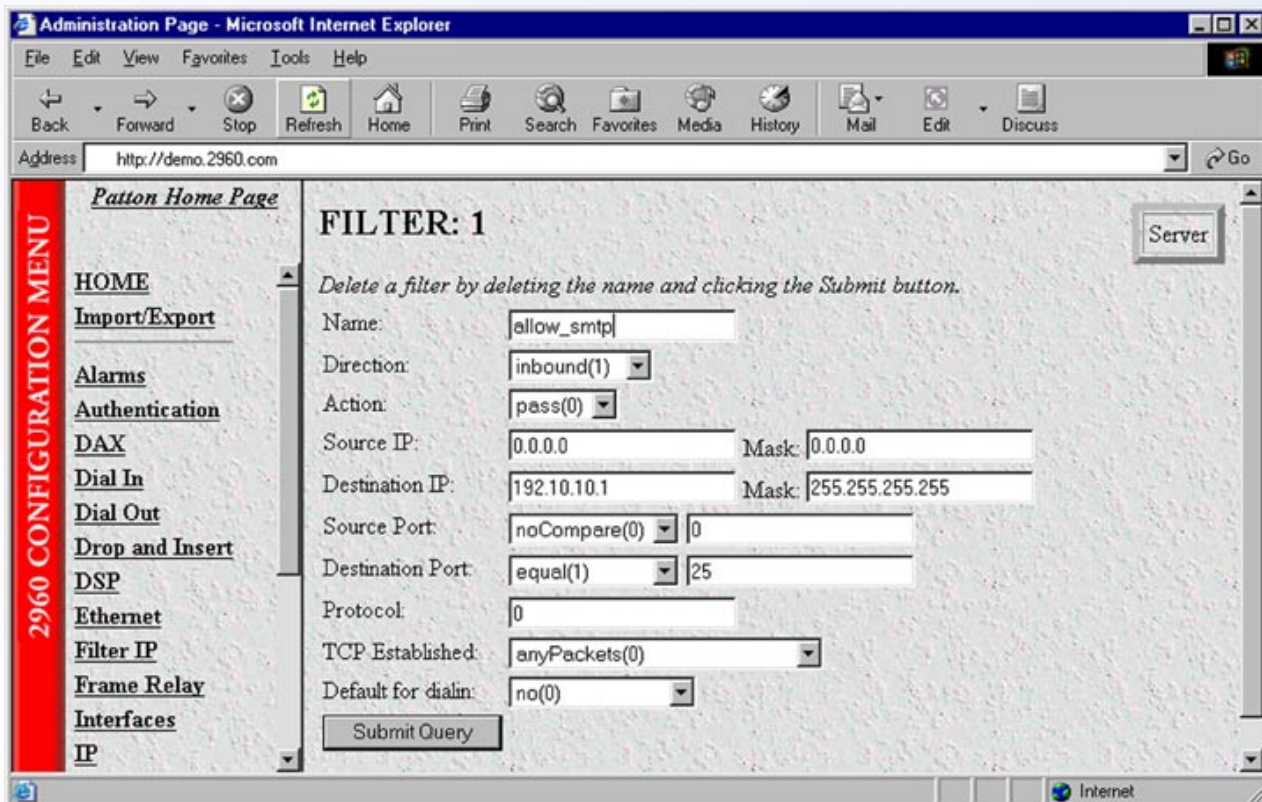 Administration Page - Microsoft Internet Explorer
File Edit View Favorites Tools Help
Back Forward Stop Refresh Home Print Search Favorites Media History Mail Edit Discuss
Address http://demo.2960.com Go
2960 CONFIGURATION MENU
Patton Home Page
HOME
Import/Export
Alarms
Authentication
DAX
Dial In
Dial Out
Drop and Insert
DSP
Ethernet
Filter IP
Frame Relay
Interfaces
IP
FILTER: 1
Server
Delete a filter by deleting the name and clicking the Submit button.
Name: allow_smtp
Direction: inbound(1)
Action: pass(0)
Source IP: 0.0.0.0 Mask: 0.0.0.0
Destination IP: 192.10.10.1 Mask: 255.255.255.255
Source Port: noCompare(0) 0
Destination Port: equal(1) 25
Protocol: 0
TCP Established: anyPackets(0)
Default for dialin: no(0)
Submit Query
Internet